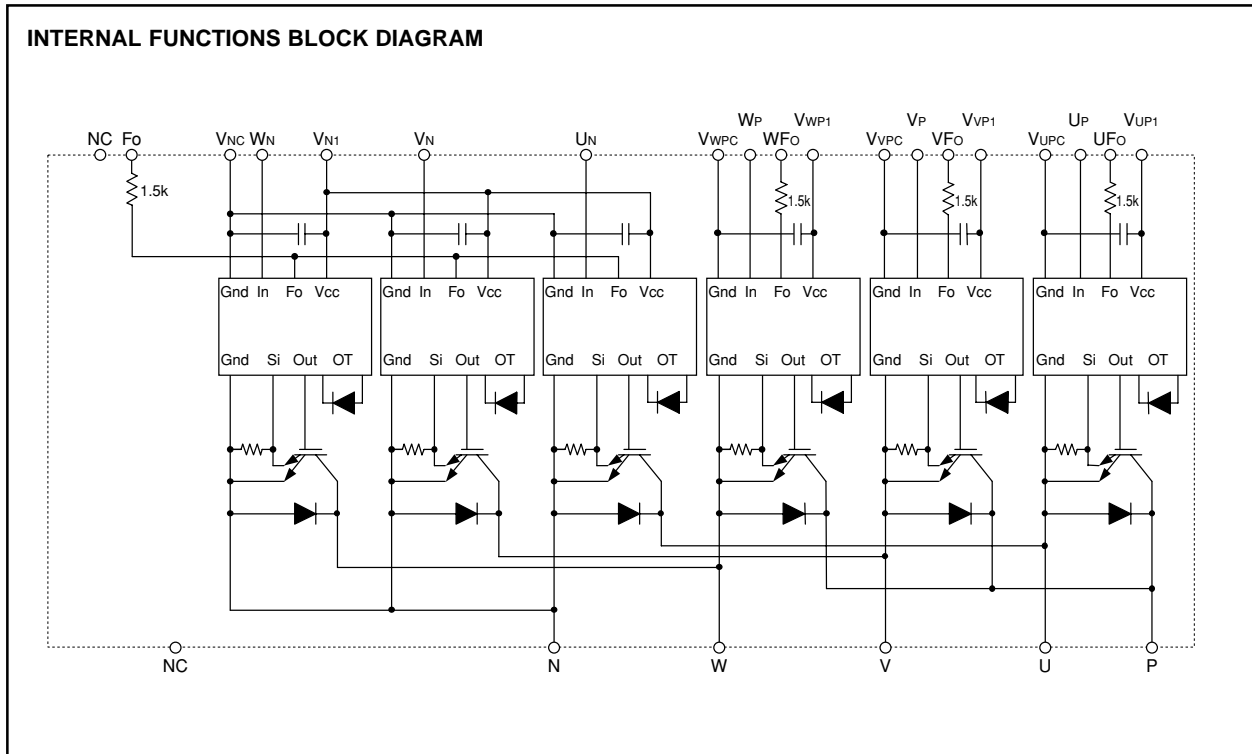 INTERNAL FUNCTIONS BLOCK DIAGRAM
WP VWP1 VP VVP1 UP VUP1
NC FO VNC WN VN1 VN UN VWPC WFO VVPC VFO VUPC UFO
1.5k 1.5k 1.5k 1.5k
Gnd In Fo Vcc Gnd In Fo Vcc Gnd In Fo Vcc Gnd In Fo Vcc Gnd In Fo Vcc Gnd In Fo Vcc
Gnd Si Out OT Gnd Si Out OT Gnd Si Out OT Gnd Si Out OT Gnd Si Out OT Gnd Si Out OT
NC N W V U P